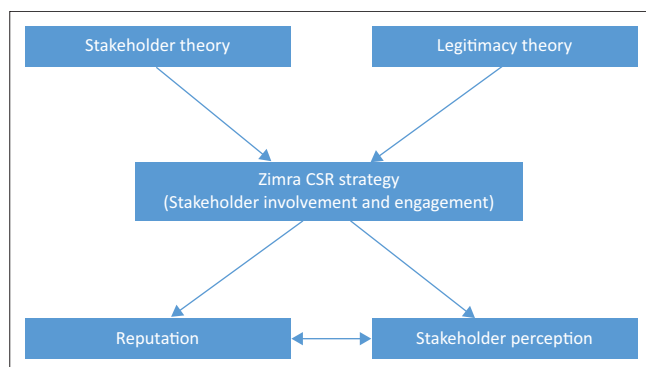 Stakeholder theory
Legitimacy theory
Zimra CSR strategy
(Stakeholder involvement and engagement)
Reputation
Stakeholder perception